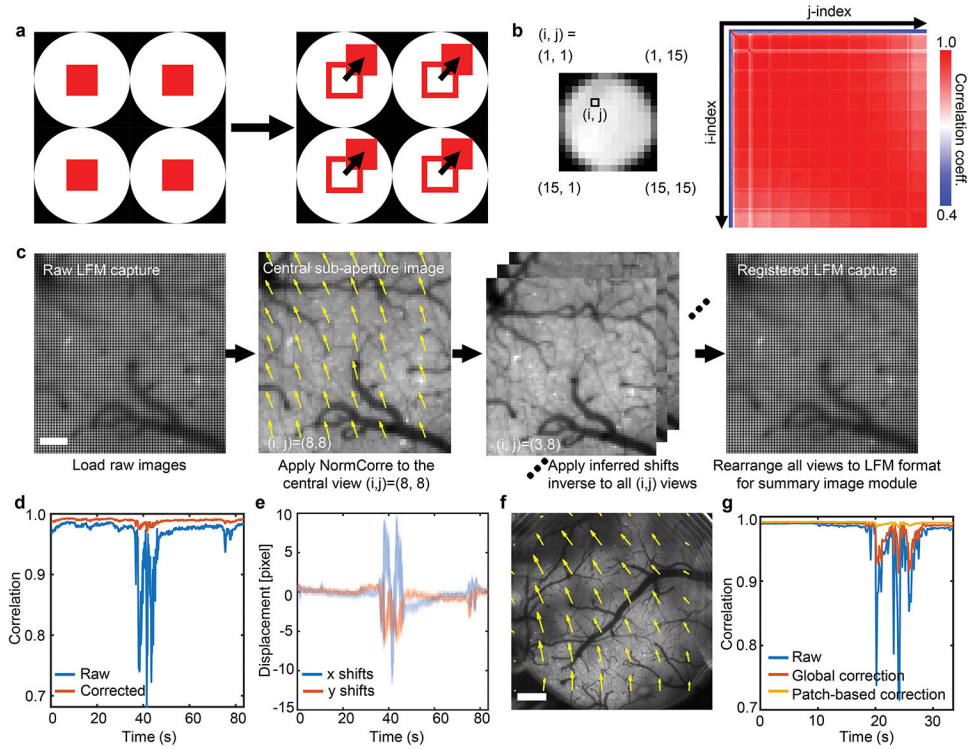 a
b
(i, j) =
(1, 1)
(1, 15)
(i, j)
(15, 1)
(15, 15)
j-index
i-index
1.0
Correlation coeff.
0.4
c
Raw LFM capture
Central sub-aperture image
Registered LFM capture
(i, j)=(8,8)
(i, j)=(3,8)
Load raw images
Apply NormCorre to the
central view (i,j)=(8, 8)
Apply inferred shifts
inverse to all (i,j) views
Rearrange all views to LFM format
for summary image module
d
1.0
0.9
0.8
0.7
Correlation
Raw
Corrected
0
20
40
60
80
Time (s)
e
10
5
0
-5
-10
-15
Displacement [pixel]
x shifts
y shifts
0
20
40
60
80
Time (s)
f
g
1.0
0.9
0.8
0.7
Correlation
Raw
Global correction
Patch-based correction
0
10
20
30
Time (s)